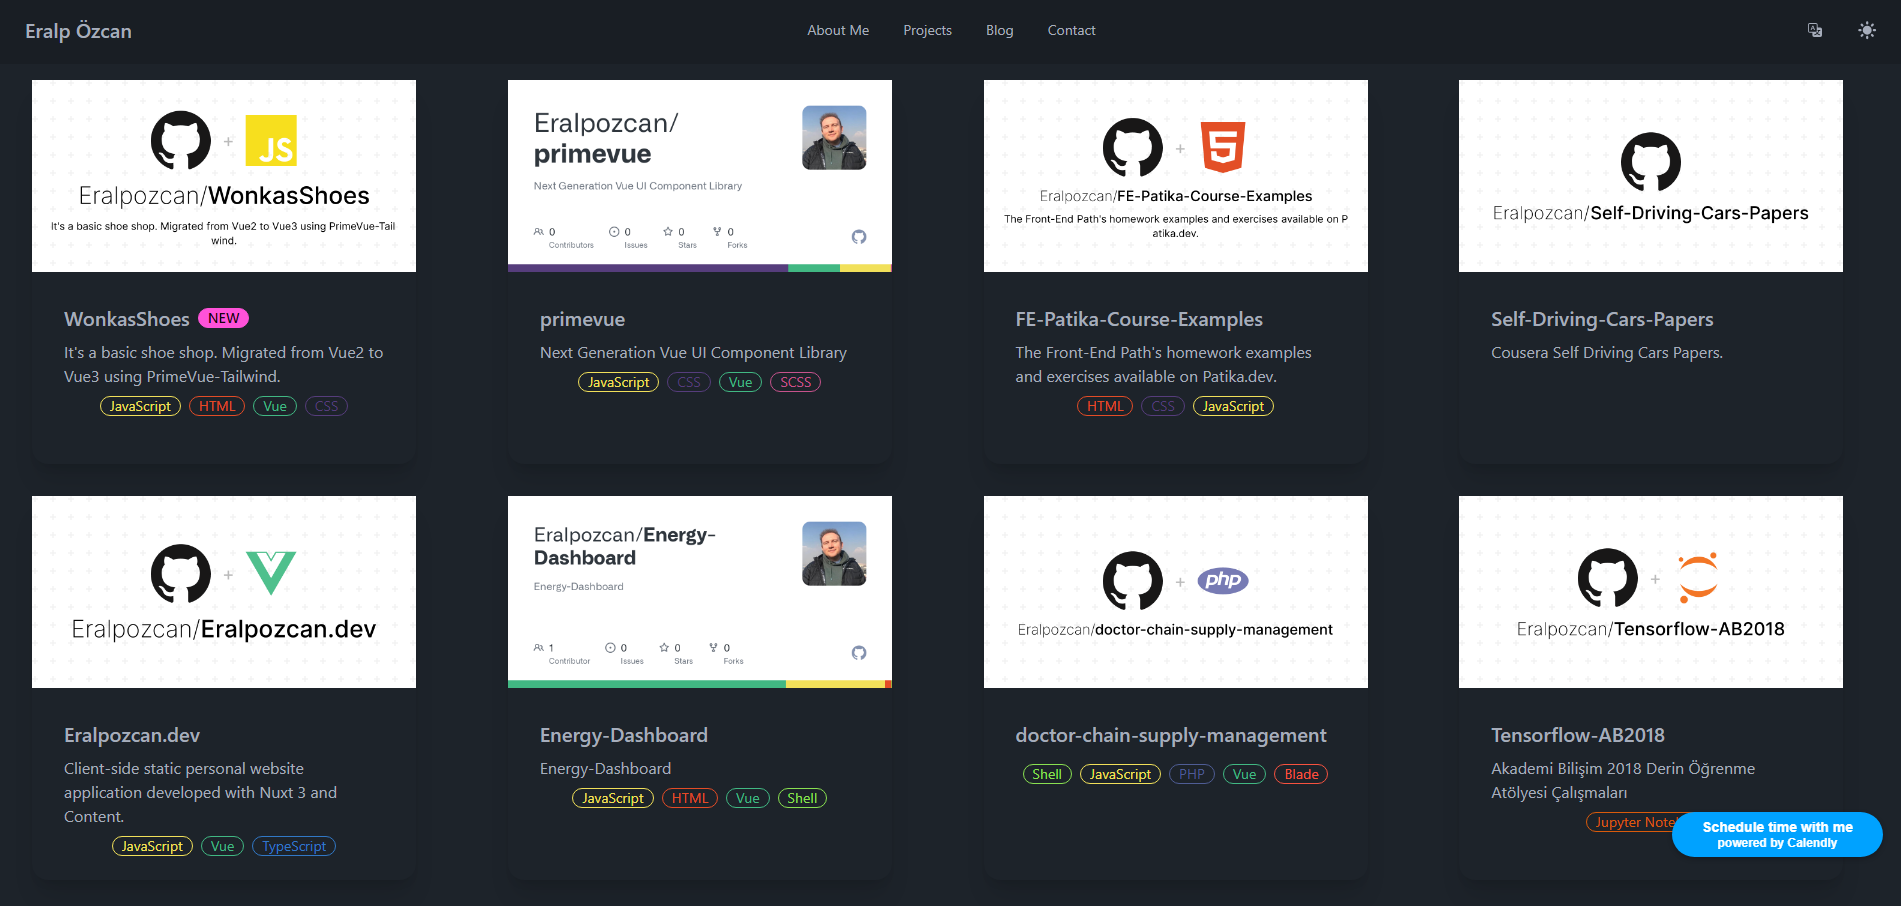 Eralp Özcan
About Me
Projects
Blog
Contact
JS
Eralpozcan/WonkasShoes
It's a basic shoe shop. Migrated from Vue2 to Vue3 using PrimeVue-Tail
wind.
WonkasShoes NEW
It's a basic shoe shop. Migrated from Vue2 to
Vue3 using PrimeVue-Tailwind.
JavaScript HTML Vue CSS
Eralpozcan/
primevue
Next Generation Vue UI Component Library
0 0 0 0
Contributors Issues Stars Forks
primevue
Next Generation Vue UI Component Library
JavaScript CSS Vue SCSS
5
Eralpozcan/FE-Patika-Course-Examples
The Front-End Path's homework examples and exercises available on P
atika.dev.
FE-Patika-Course-Examples
The Front-End Path's homework examples
and exercises available on Patika.dev.
HTML CSS JavaScript
Eralpozcan/Self-Driving-Cars-Papers
Self-Driving-Cars-Papers
Cousera Self Driving Cars Papers.
Eralpozcan/Eralpozcan.dev
Eralpozcan.dev
Client-side static personal website
application developed with Nuxt 3 and
Content.
JavaScript Vue TypeScript
Eralpozcan/Energy-
Dashboard
Energy-Dashboard
1 0 0 0
Contributor Issues Stars Forks
Energy-Dashboard
Energy-Dashboard
JavaScript HTML Vue Shell
php
Eralpozcan/doctor-chain-supply-management
doctor-chain-supply-management
Shell JavaScript PHP Vue Blade
Eralpozcan/Tensorflow-AB2018
Tensorflow-AB2018
Akademi Bilişim 2018 Derin Öğrenme
Atölyesi Çalışmaları
Jupyter
Schedule time with me
powered by Calendly